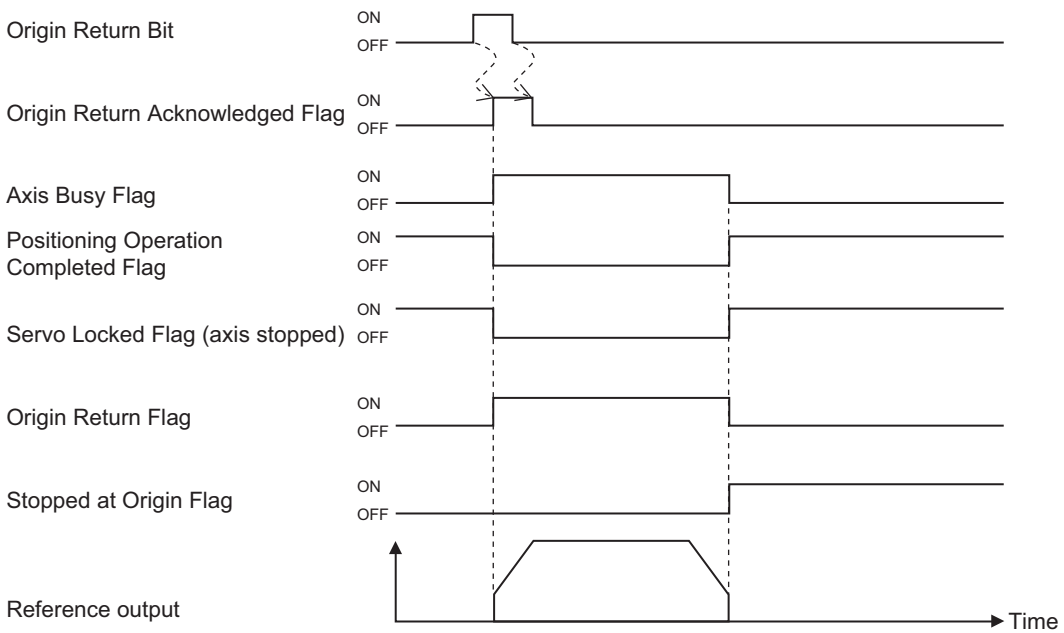 Origin Return Bit
ON
OFF
Origin Return Acknowledged Flag
ON
OFF
Axis Busy Flag
ON
OFF
Positioning Operation
Completed Flag
ON
OFF
Servo Locked Flag (axis stopped)
ON
OFF
Origin Return Flag
ON
OFF
Stopped at Origin Flag
ON
OFF
Reference output
Time